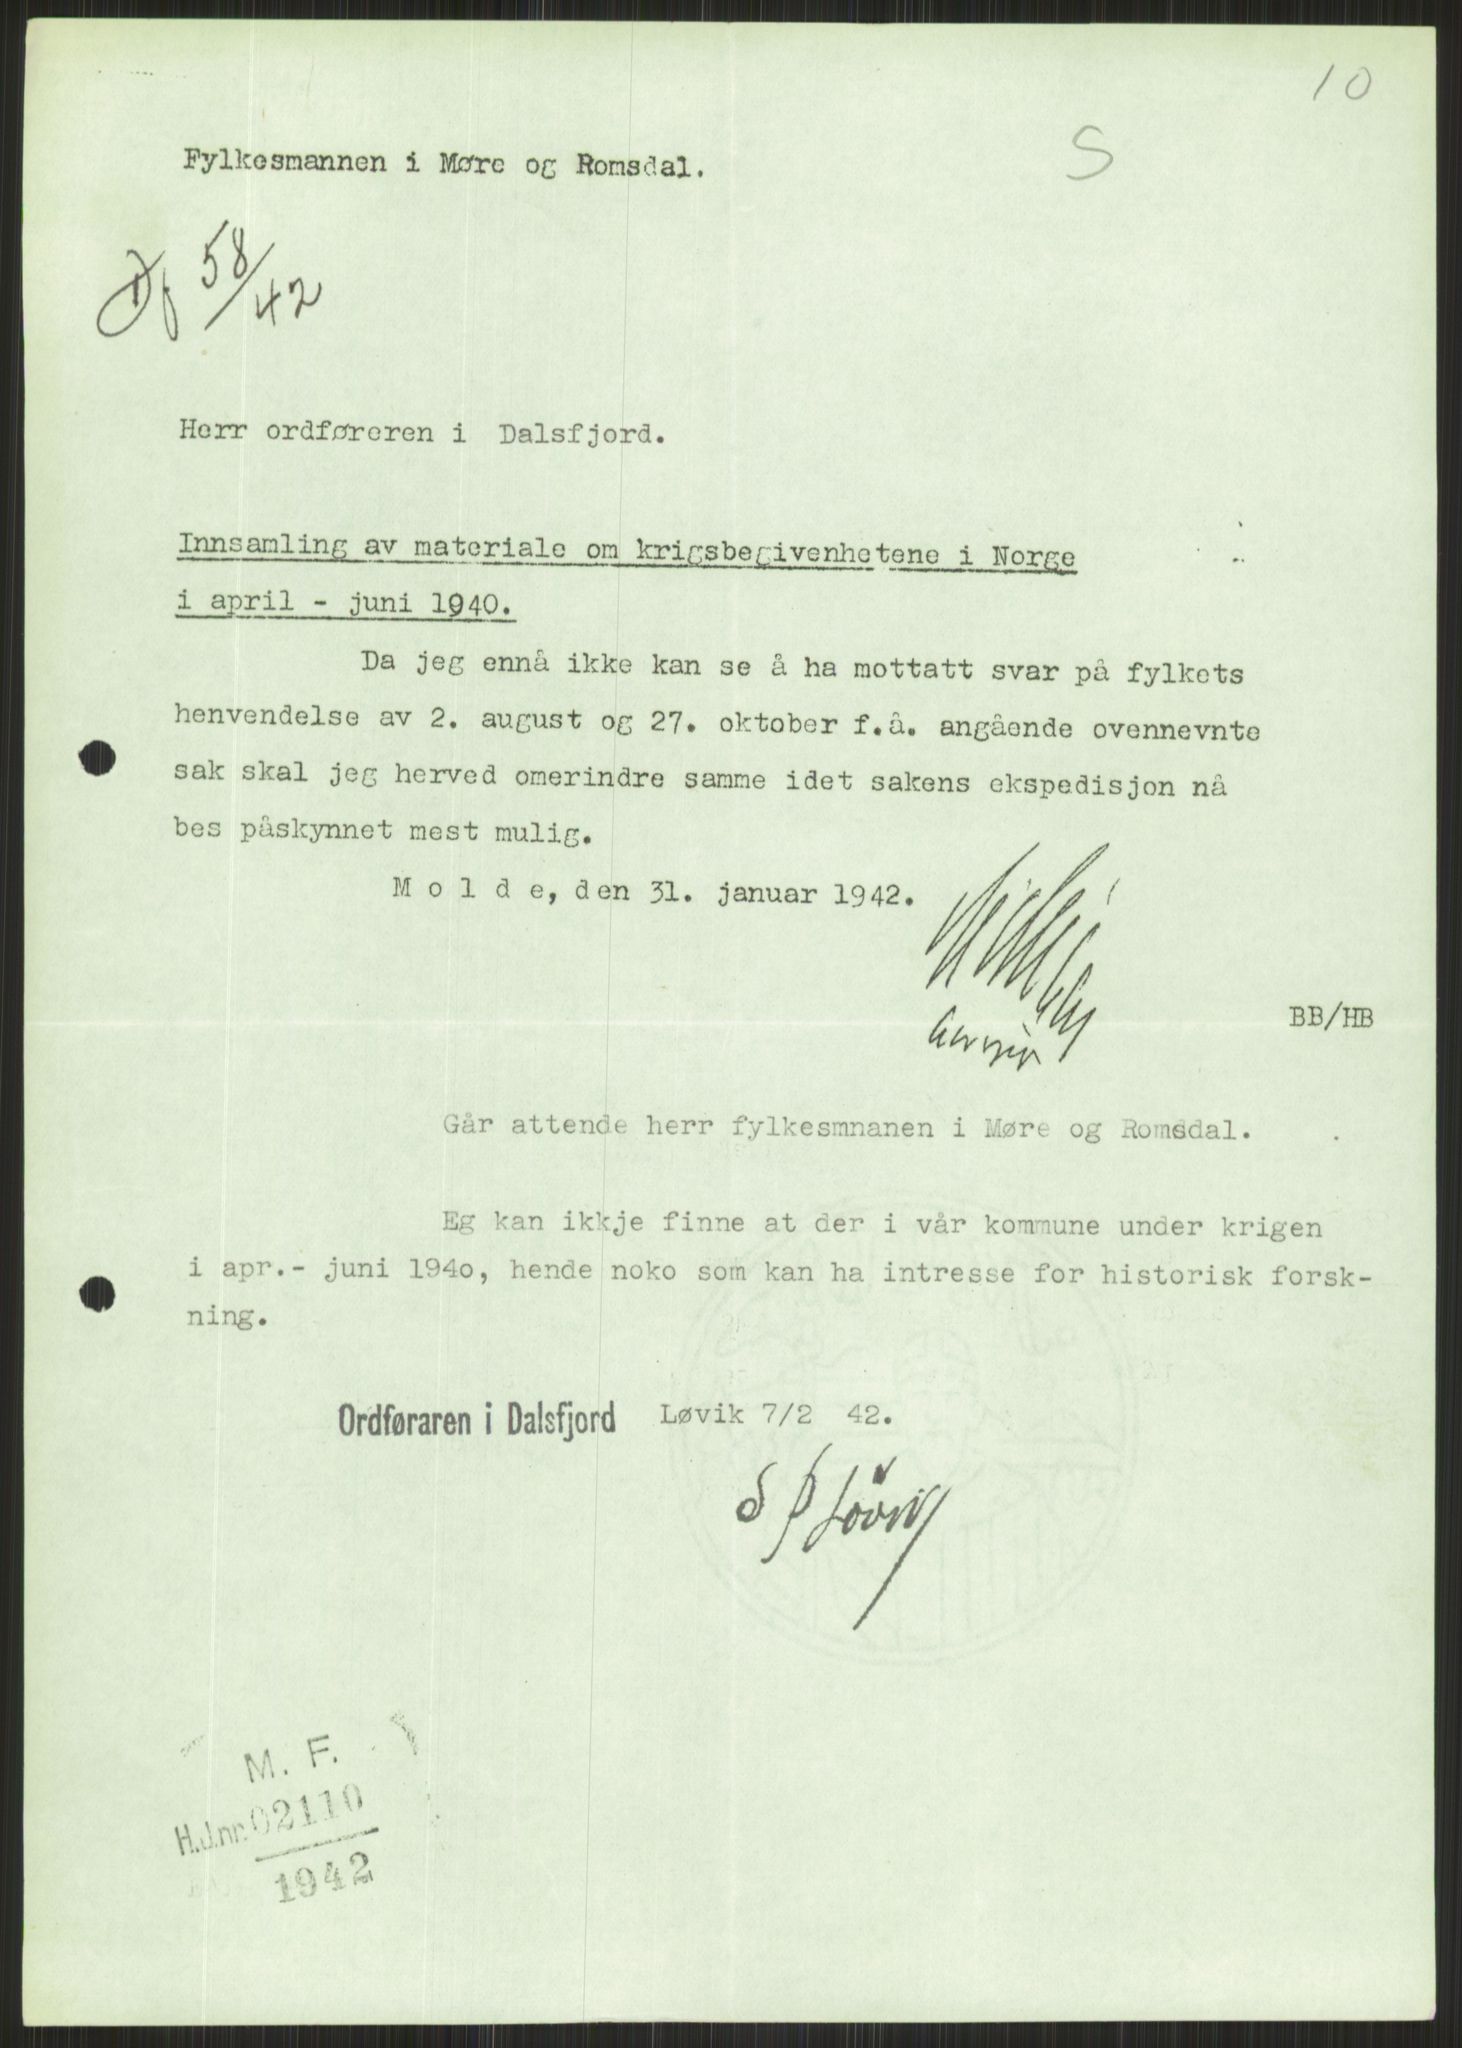 10
S
Fylkesmannen i Møre og Romsdal.
58/42
Herr ordføreren i Dalsfjord.
Innsamling av materiale om krigsbegivenhetene i Norge
i april - juni 1940.
Da jeg ennå ikke kan se å ha mottatt svar på fylkets
henvendelse av 2. august og 27. oktober f.å. angående ovennevnte
sak skal jeg herved omerindre samme idet sakens ekspedisjon nå
bes påskynnet mest mulig.
M o l d e, den 31. januar 1942.
BB/HB
Går attende herr fylkesmnanen i Møre og Romsdal.
Eg kan ikkje finne at der i vår kommune under krigen
i apr.- juni 194o, hende noko som kan ha intresse for historisk forsk-
ning.
Ordføraren i Dalsfjord Løvik 7/2 42.
S P Lövik
M. F.
H.J.nr. 02110
1942